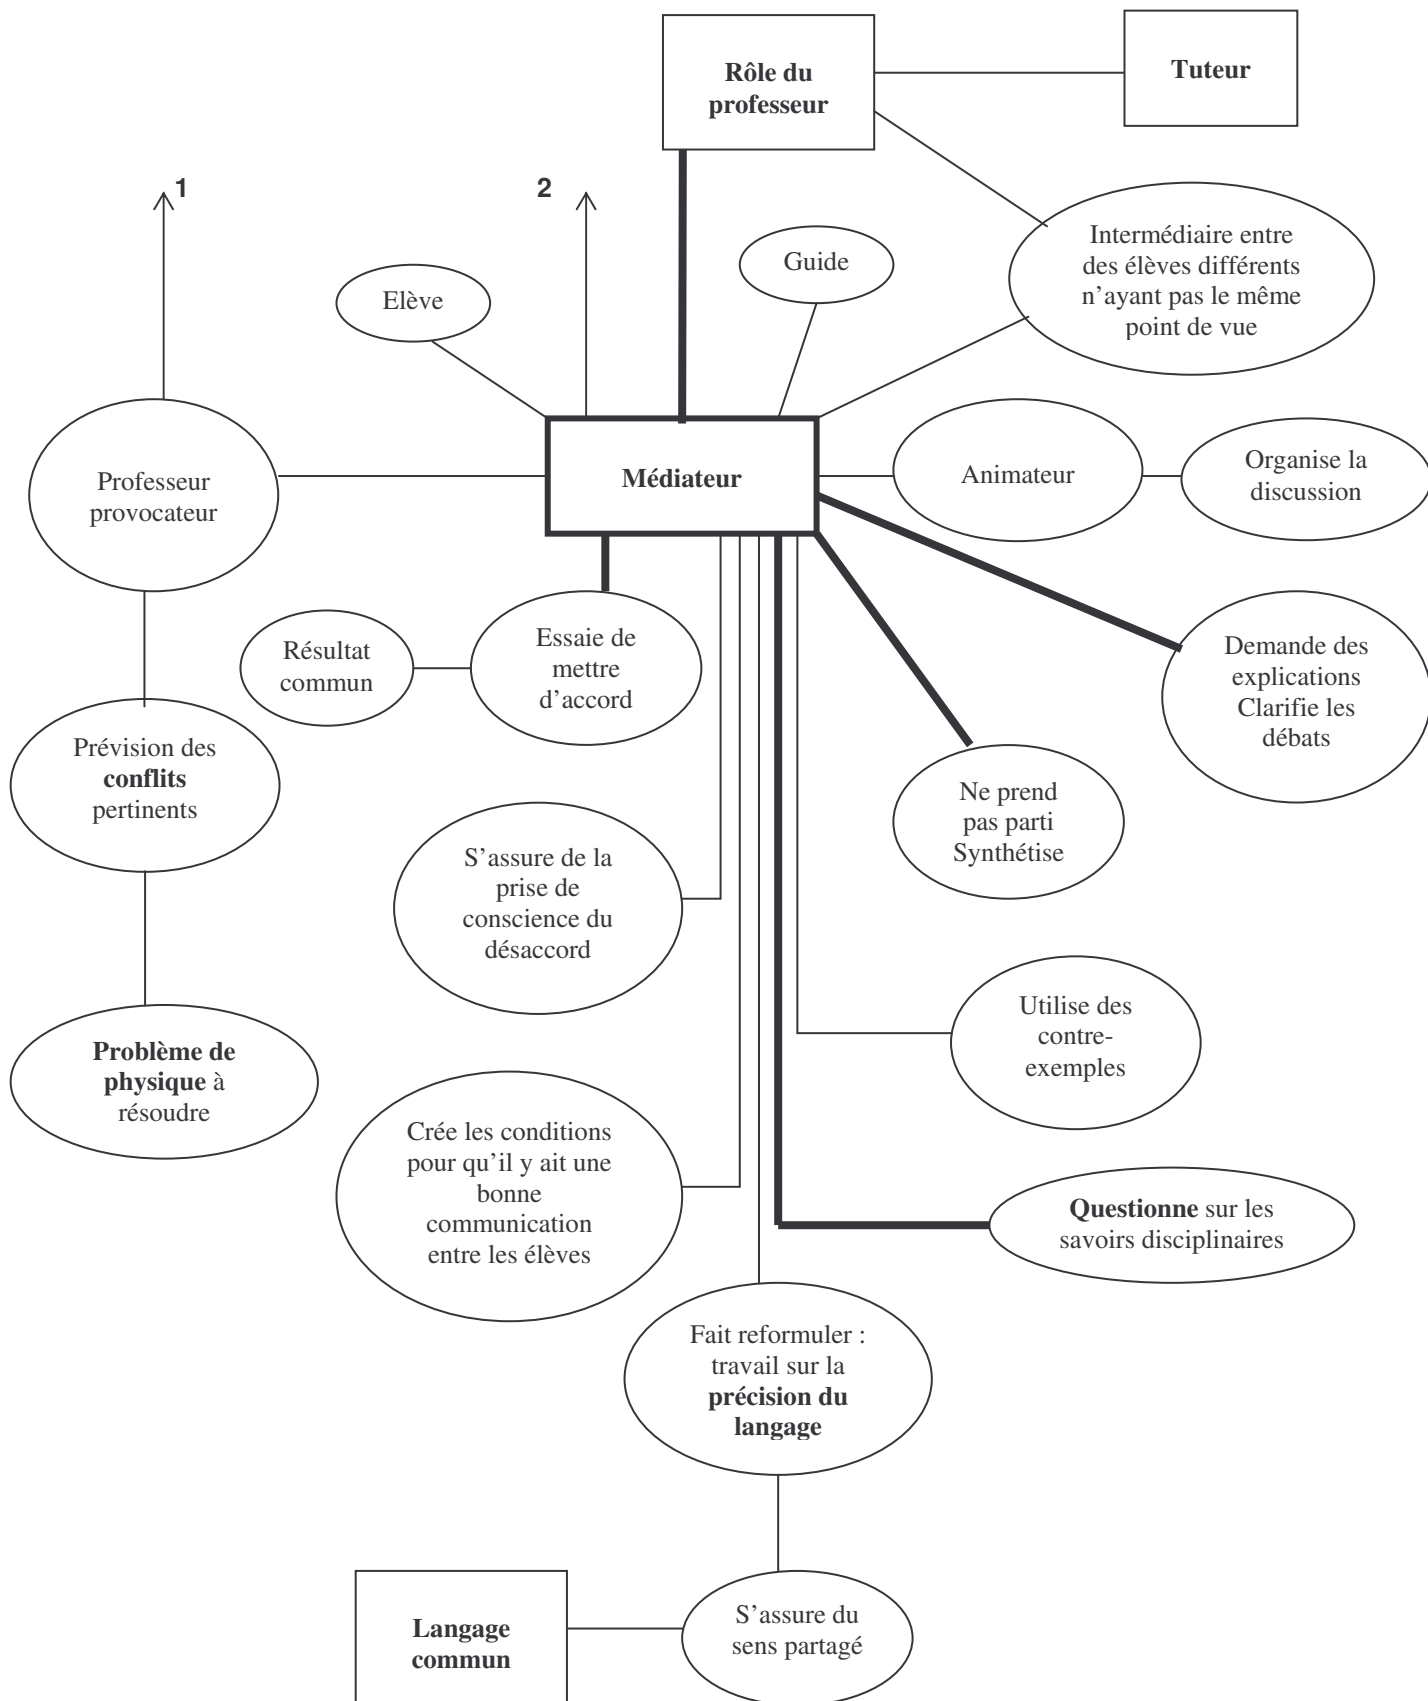 Rôle du
professeur
Tuteur
1
2
Intermédiaire entre
des élèves différents
n'ayant pas le même
point de vue
Guide
Elève
Professeur
provocateur
Médiateur
Animateur
Organise la
discussion
Résultat
commun
Essaie de
mettre
d'accord
Demande des
explications
Clarifie les
débats
Prévision des
conflits
pertinents
Ne prend
pas parti
Synthétise
S'assure de la
prise de
conscience du
désaccord
Utilise des
contre-
exemples
Problème de
physique à
résoudre
Crée les conditions
pour qu'il y ait une
bonne
communication
entre les élèves
Questionne sur les
savoirs disciplinaires
Fait reformuler :
travail sur la
précision du
langage
Langage
commun
S'assure du
sens partagé